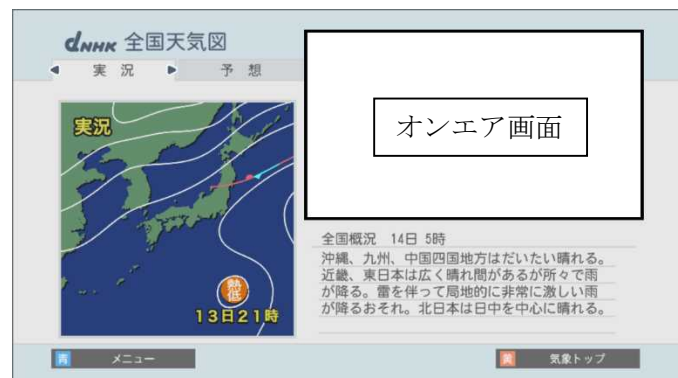 dNHK 全国天気図
◀ 実況 ▶ 予想
実況
熱低
13日21時
オンエア画面
全国概況 14日 5時
沖縄、九州、中国四国地方はだいたい晴れる。
近畿、東日本は広く晴れ間があるが所々で雨
が降る。雷を伴って局地的に非常に激しい雨
が降るおそれ。北日本は日中を中心に晴れる。
青 メニュー
黄 気象トップ